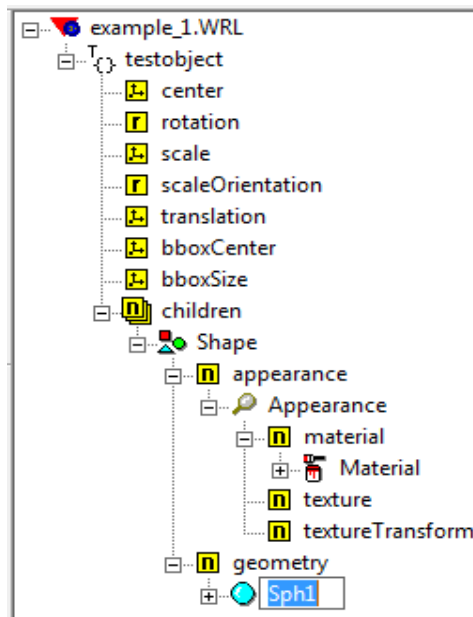 example_1.WRL
testobject
center
rotation
scale
scaleOrientation
translation
bboxCenter
bboxSize
children
Shape
appearance
Appearance
material
Material
texture
textureTransform
geometry
Sph1